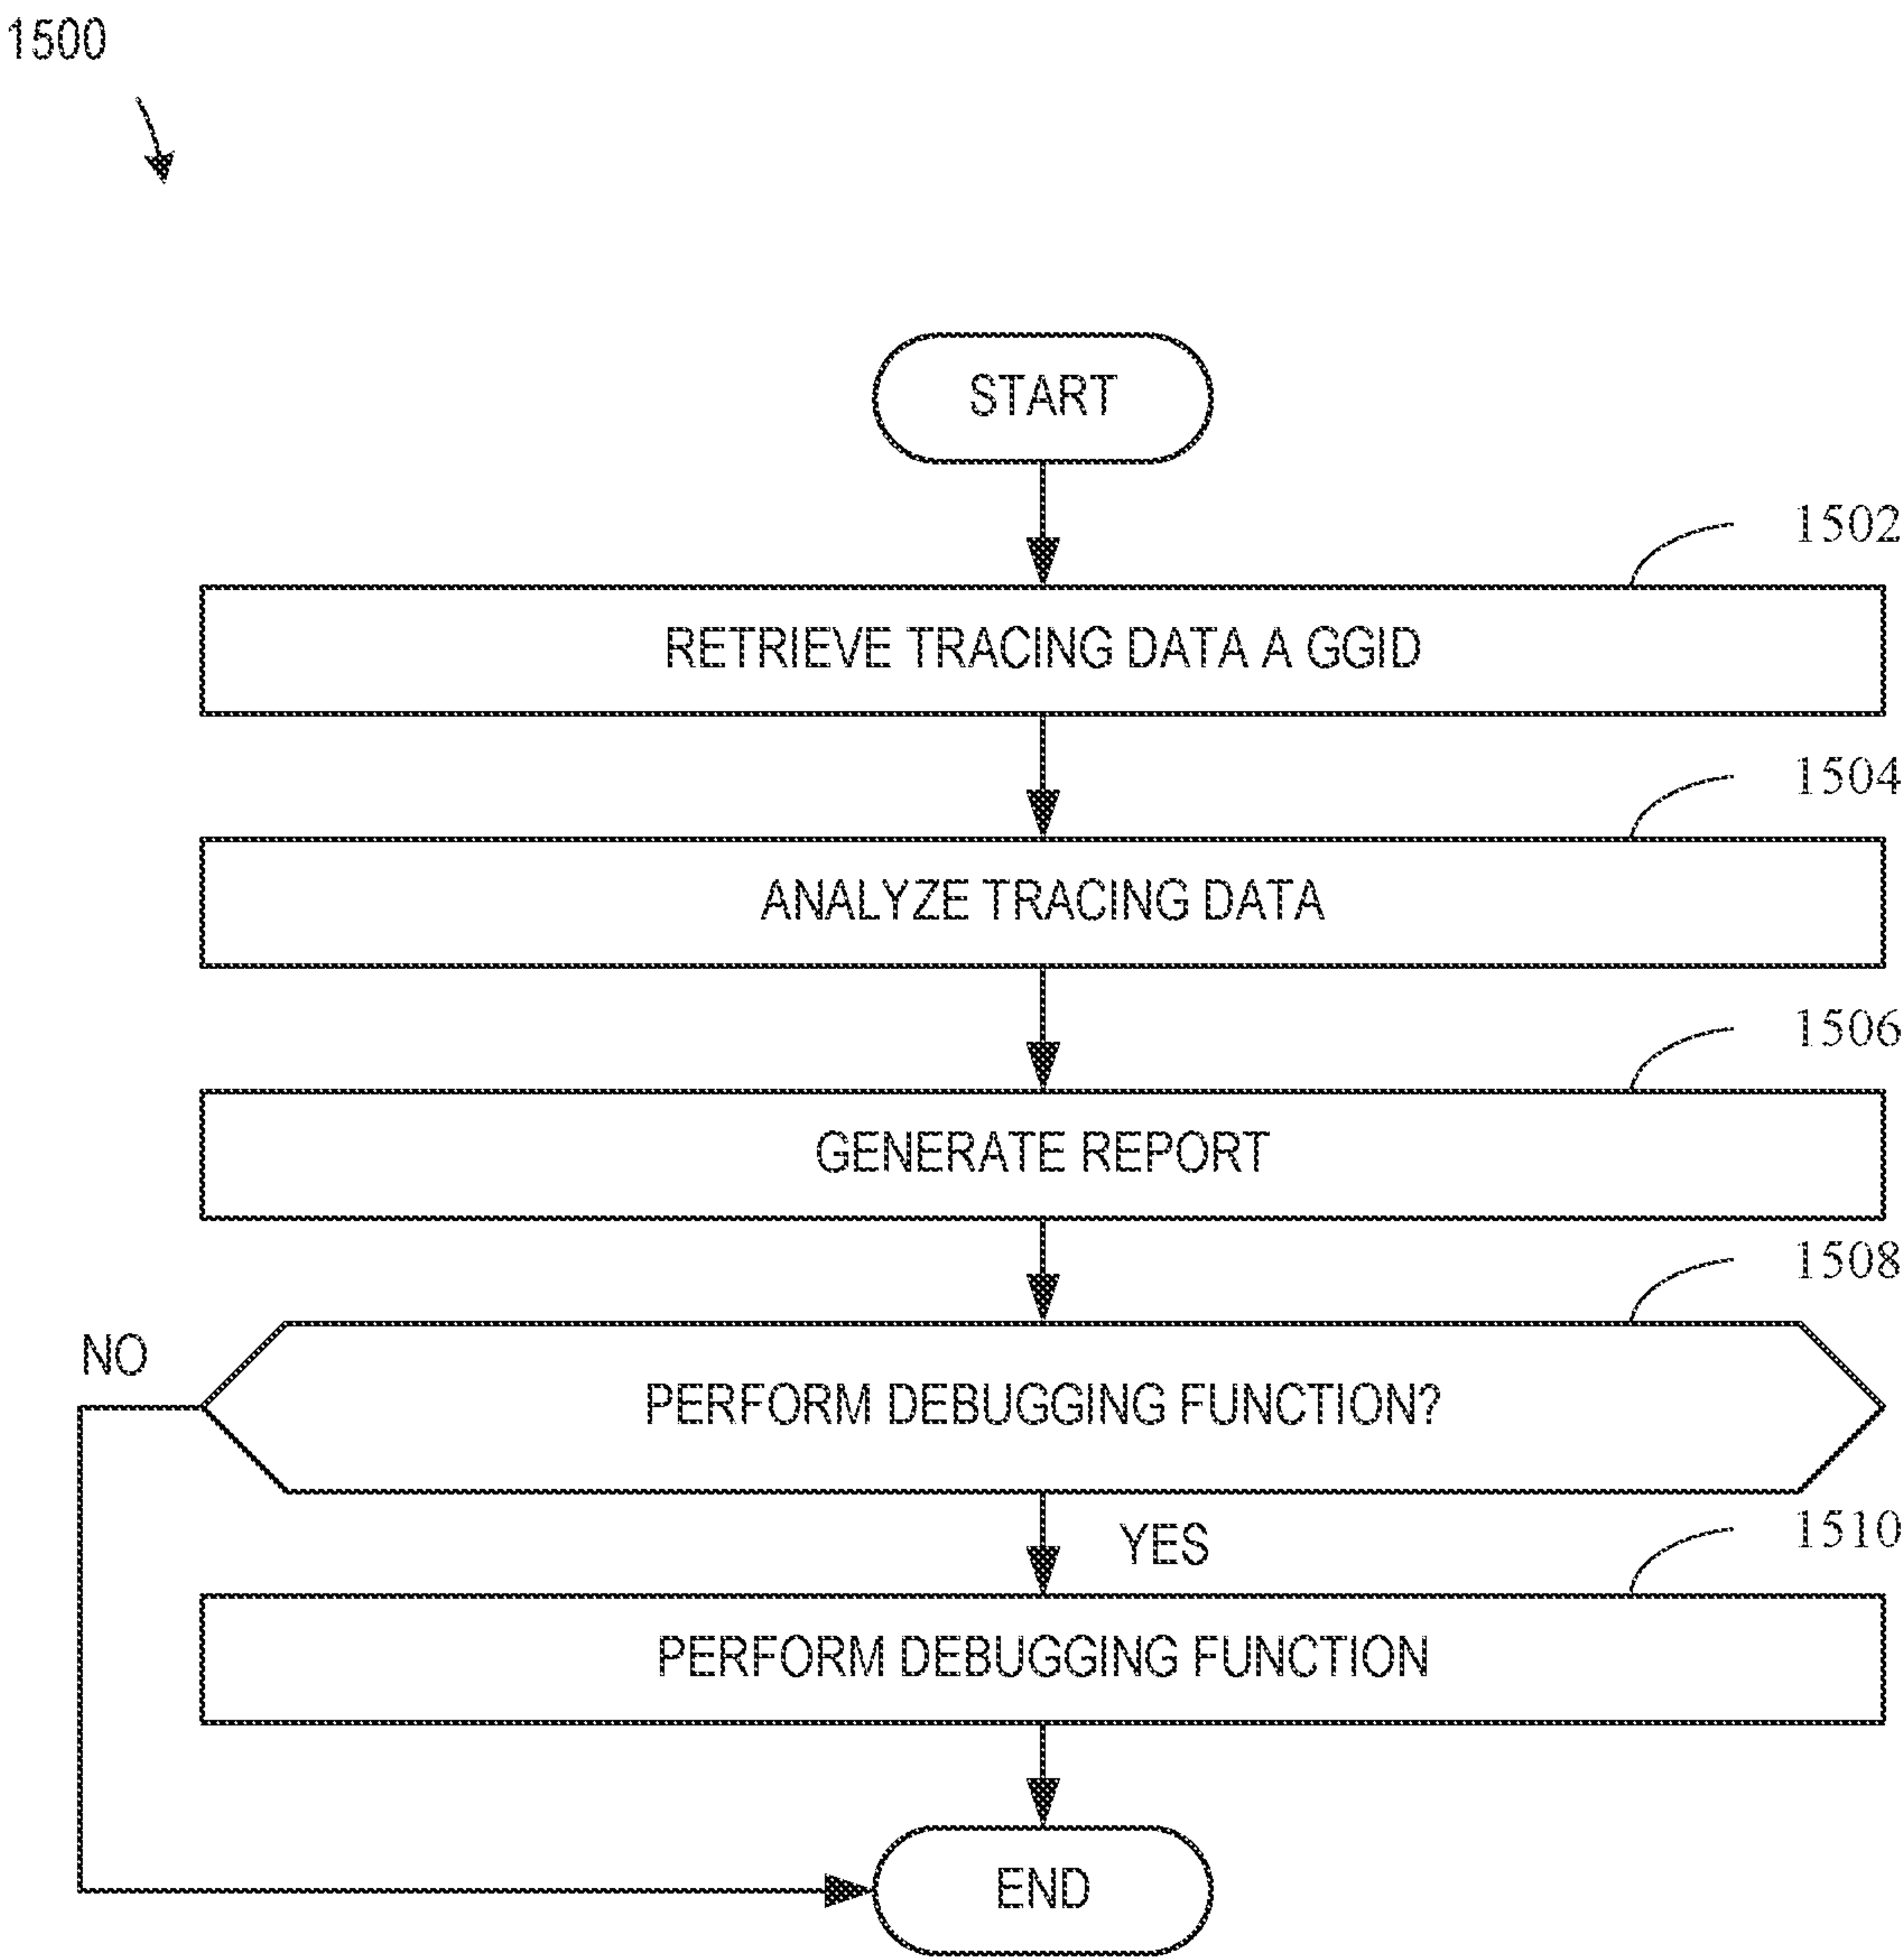 1500
START
1502
RETRIEVE TRACING DATA A GGID
1504
ANALYZE TRACING DATA
1506
GENERATE REPORT
1508
NO
PERFORM DEBUGGING FUNCTION?
YES
1510
PERFORM DEBUGGING FUNCTION
END